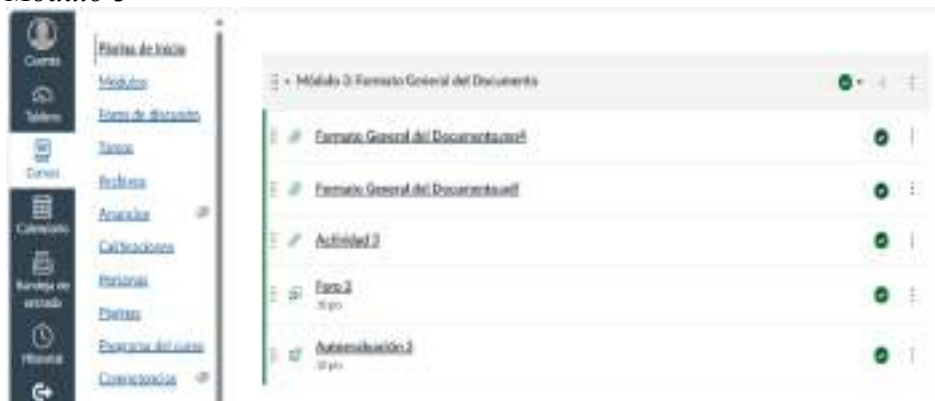 Módulo 3
Cuenta
Tablero
Cursos
Calendario
Bandeja de
entrada
Historial
Página de Inicio
Módulos
Foros de discusión
Tareas
Archivos
Anuncios
Calificaciones
Personas
Páginas
Programa del curso
Competencias
Módulo 3: Formato General del Documento
Formato General del Documento.mp4
Formato General del Documento.pdf
Actividad 3
Foro 3
pts
Autoevaluación 3
pts